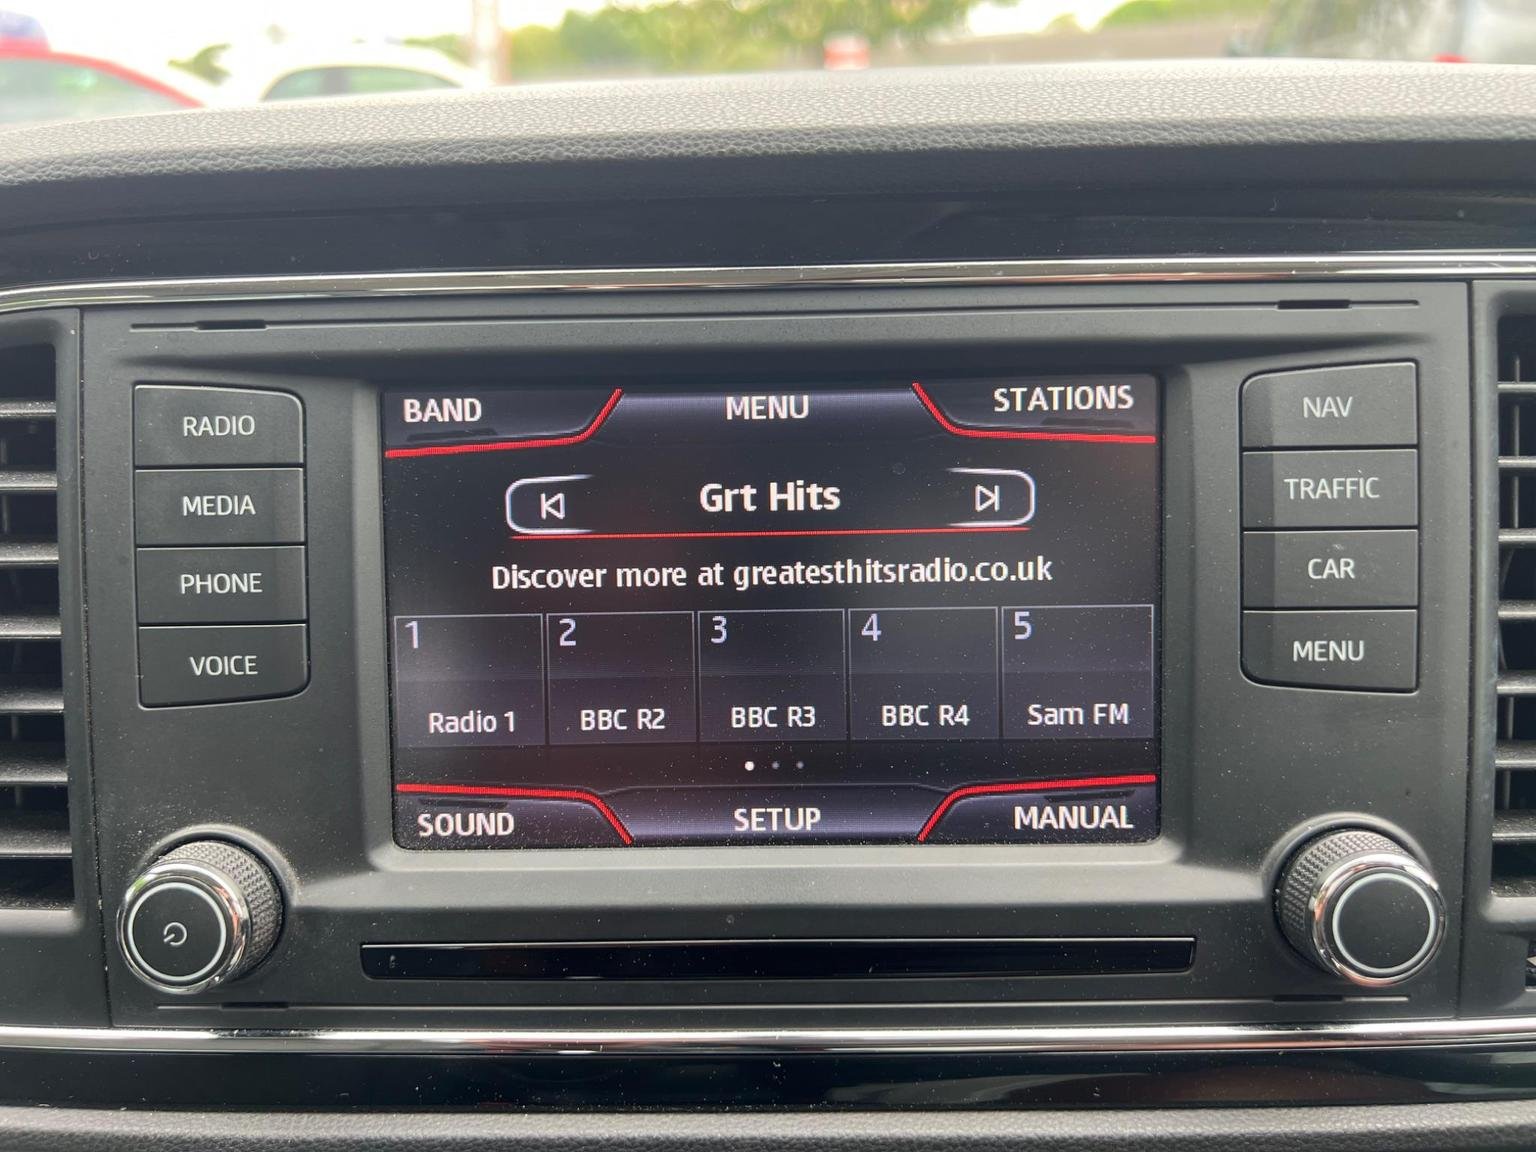 BAND MENU STATIONS
RADIO
MEDIA
PHONE
VOICE
Grt Hits
Discover more at greatesthitsradio.co.uk
1 2 3 4 5
Radio 1 BBC R2 BBC R3 BBC R4 Sam FM
SOUND SETUP MANUAL
NAV
TRAFFIC
CAR
MENU